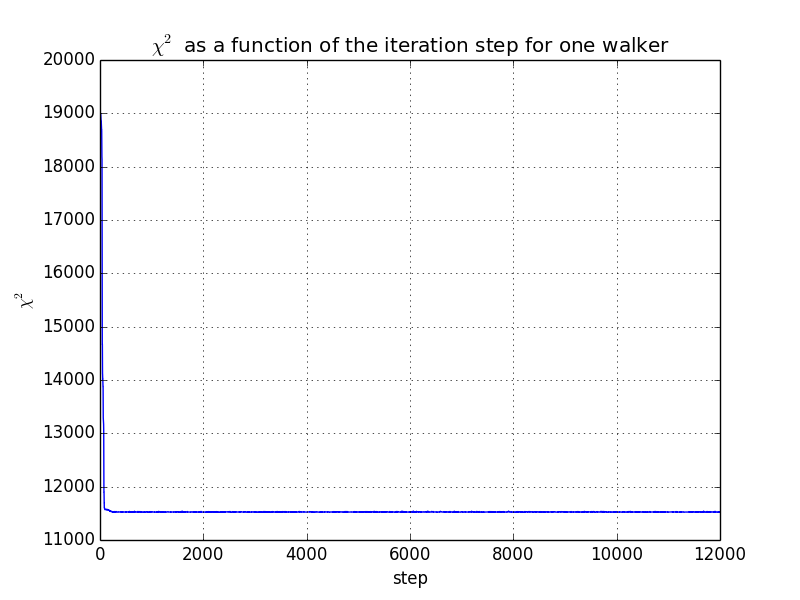 χ² as a function of the iteration step for one walker
20000
19000
18000
17000
16000
15000
14000
13000
12000
11000
χ²
0 2000 4000 6000 8000 10000 12000
step